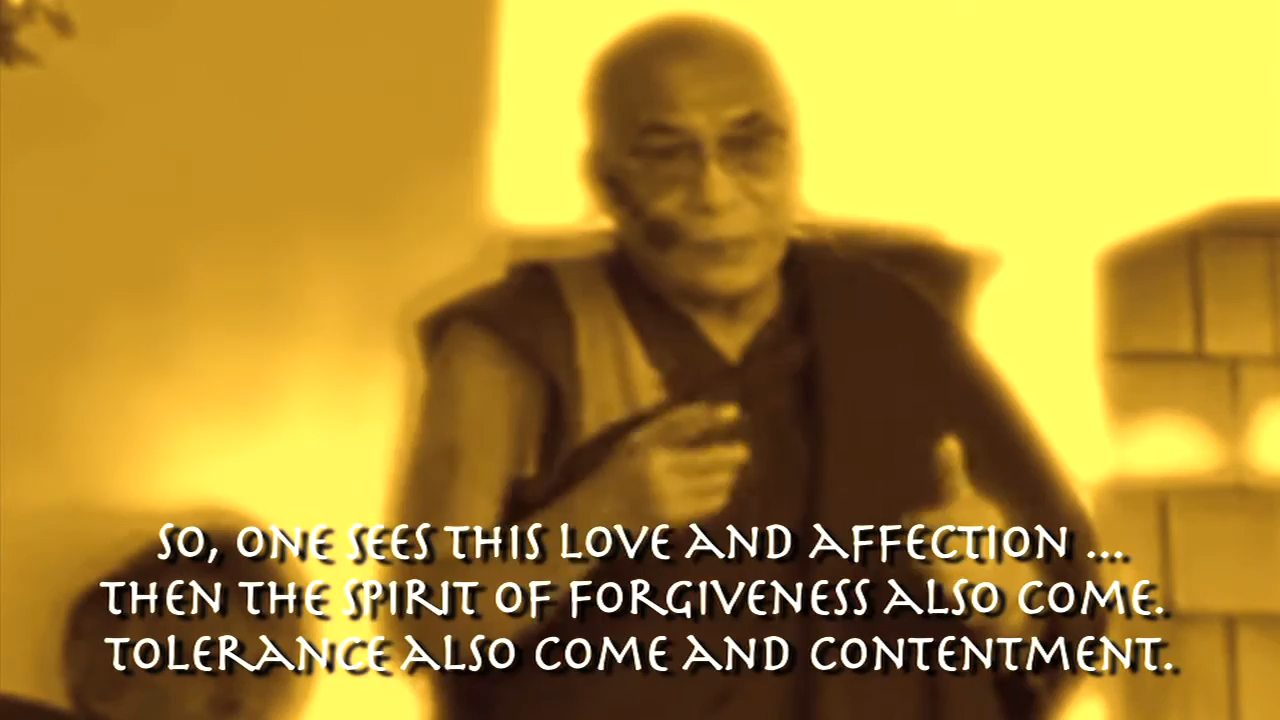 SO, ONE SEES THIS LOVE AND AFFECTION ...
THEN THE SPIRIT OF FORGIVENESS ALSO COME.
TOLERANCE ALSO COME AND CONTENTMENT.